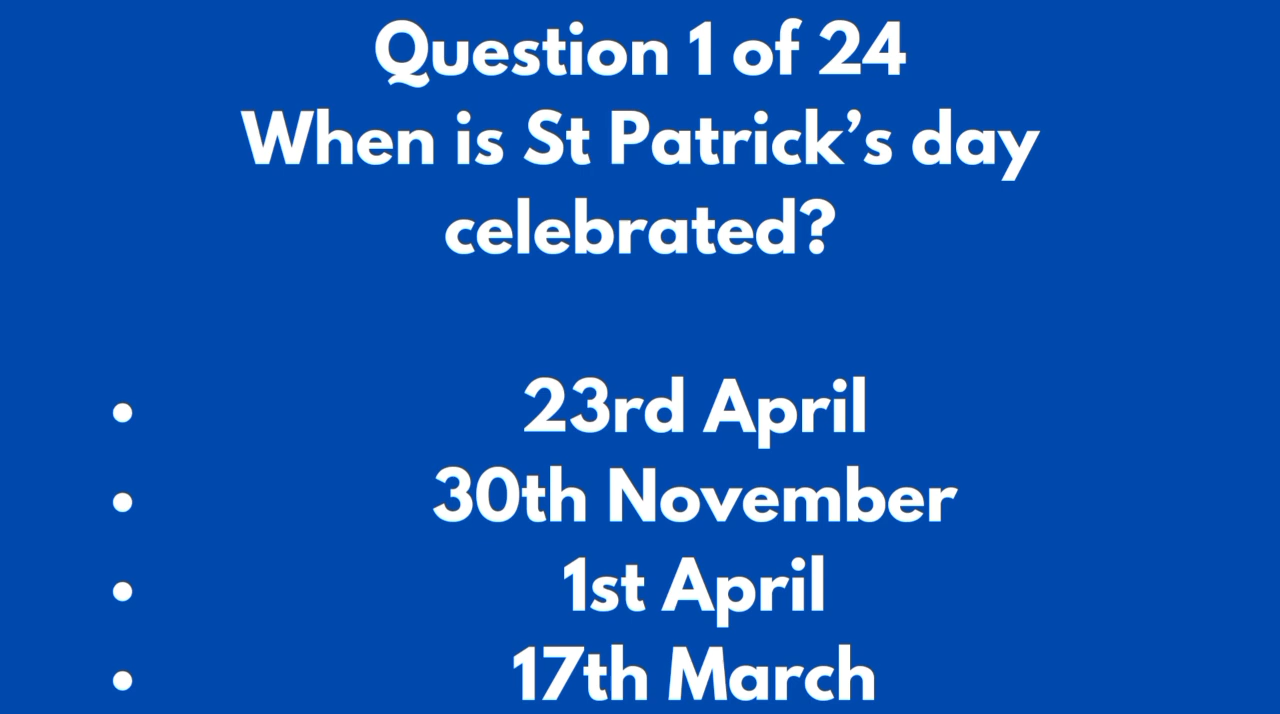 Question 1 of 24
When is St Patrick’s day
celebrated?
• 23rd April
• 30th November
• 1st April
• 17th March